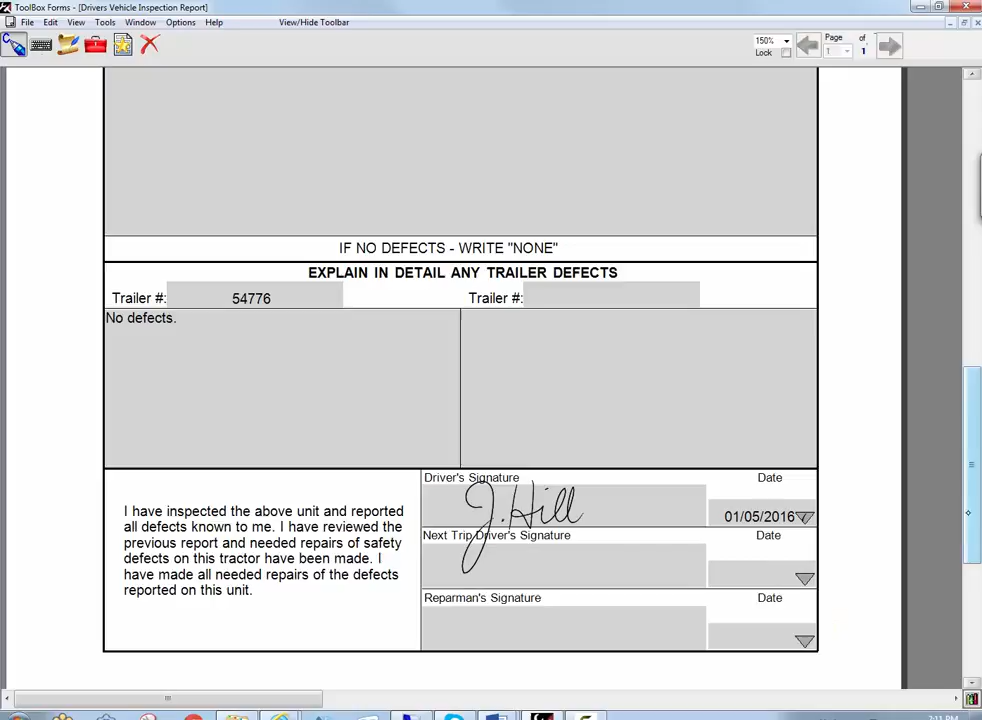 ToolBox Forms - [Drivers Vehicle Inspection Report]
File Edit View Tools Window Options Help View/Hide Toolbar
150% Page of
Lock 1 1
IF NO DEFECTS - WRITE "NONE"
EXPLAIN IN DETAIL ANY TRAILER DEFECTS
Trailer #: 54776 Trailer #:
No defects.
Driver's Signature Date
J. Hill 01/05/2016
Next Trip Driver's Signature Date
Reparman's Signature Date
I have inspected the above unit and reported
all defects known to me. I have reviewed the
previous report and needed repairs of safety
defects on this tractor have been made. I
have made all needed repairs of the defects
reported on this unit.
7:11 PM